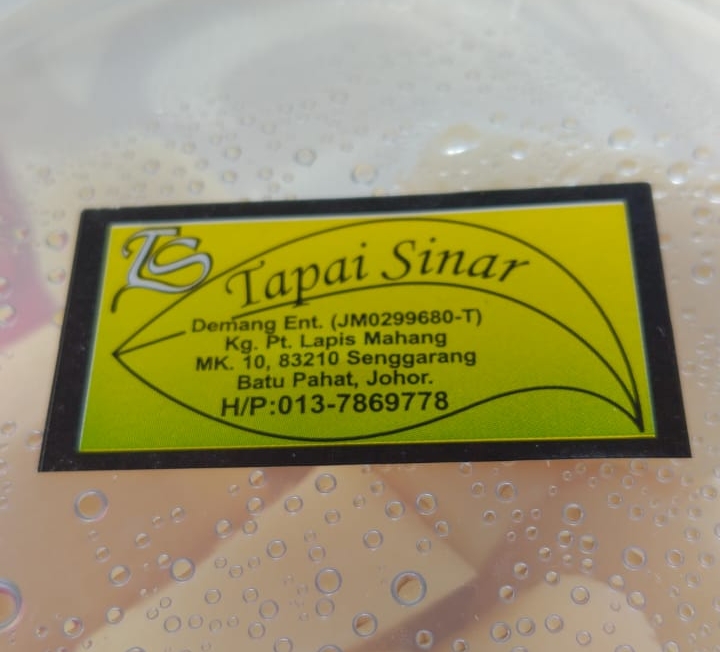 TS
Tapai Sinar
Demang Ent. (JM0299680-T)
Kg. Pt. Lapis Mahang
MK. 10, 83210 Senggarang
Batu Pahat, Johor.
H/P:013-7869778